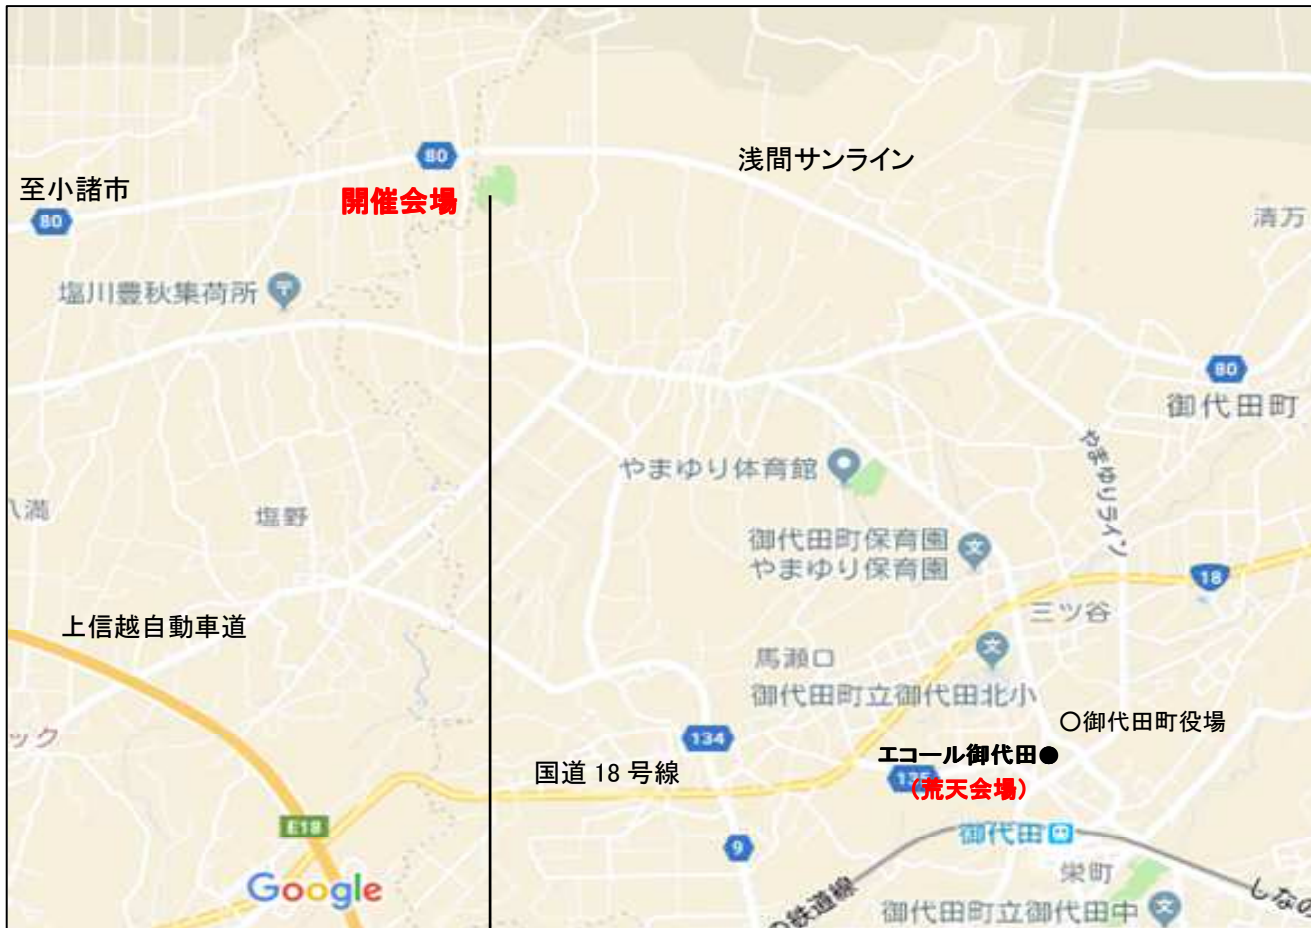 80
浅間サンライン
至小諸市
開催会場
80
清万
塩川豊秋集荷所
80
御代田町
やまゆりライン
やまゆり体育館
八満
塩野
御代田町保育園
やまゆり保育園
18
三ツ谷
上信越自動車道
馬瀬口
御代田町立御代田北小
○御代田町役場
ック
134
エコール御代田●
国道 18 号線
(荒天会場)
E18
御代田
9
栄町
Google
の鉄道線
しなの
御代田町立御代田中